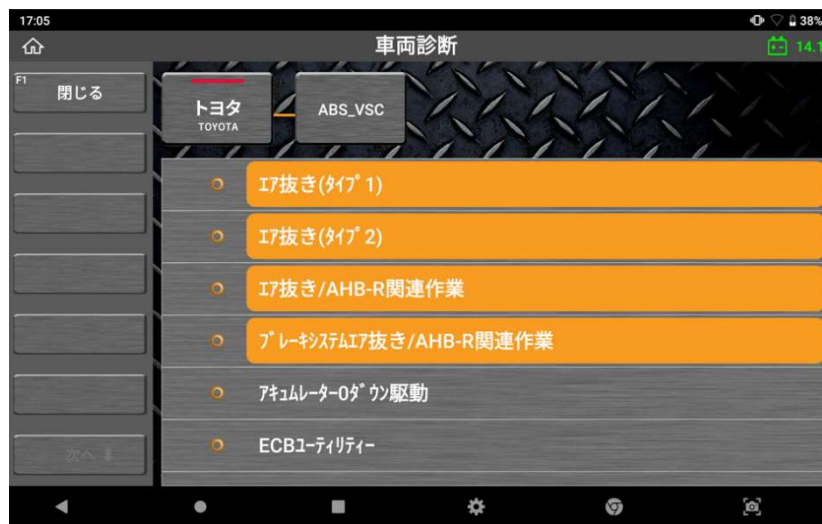 17:05
38%
車両診断
14.1
F1
閉じる
トヨタ
TOYOTA
ABS_VSC
ｴｱ抜き(ﾀｲﾌﾟ1)
ｴｱ抜き(ﾀｲﾌﾟ2)
ｴｱ抜き/AHB-R関連作業
ﾌﾞﾚｰｷｼｽﾃﾑｴｱ抜き/AHB-R関連作業
ｱｷｭﾑﾚｰﾀｰ0ﾀﾞｳﾝ駆動
ECBﾕｰﾃｨﾘﾃｨｰ
次へ ⬇